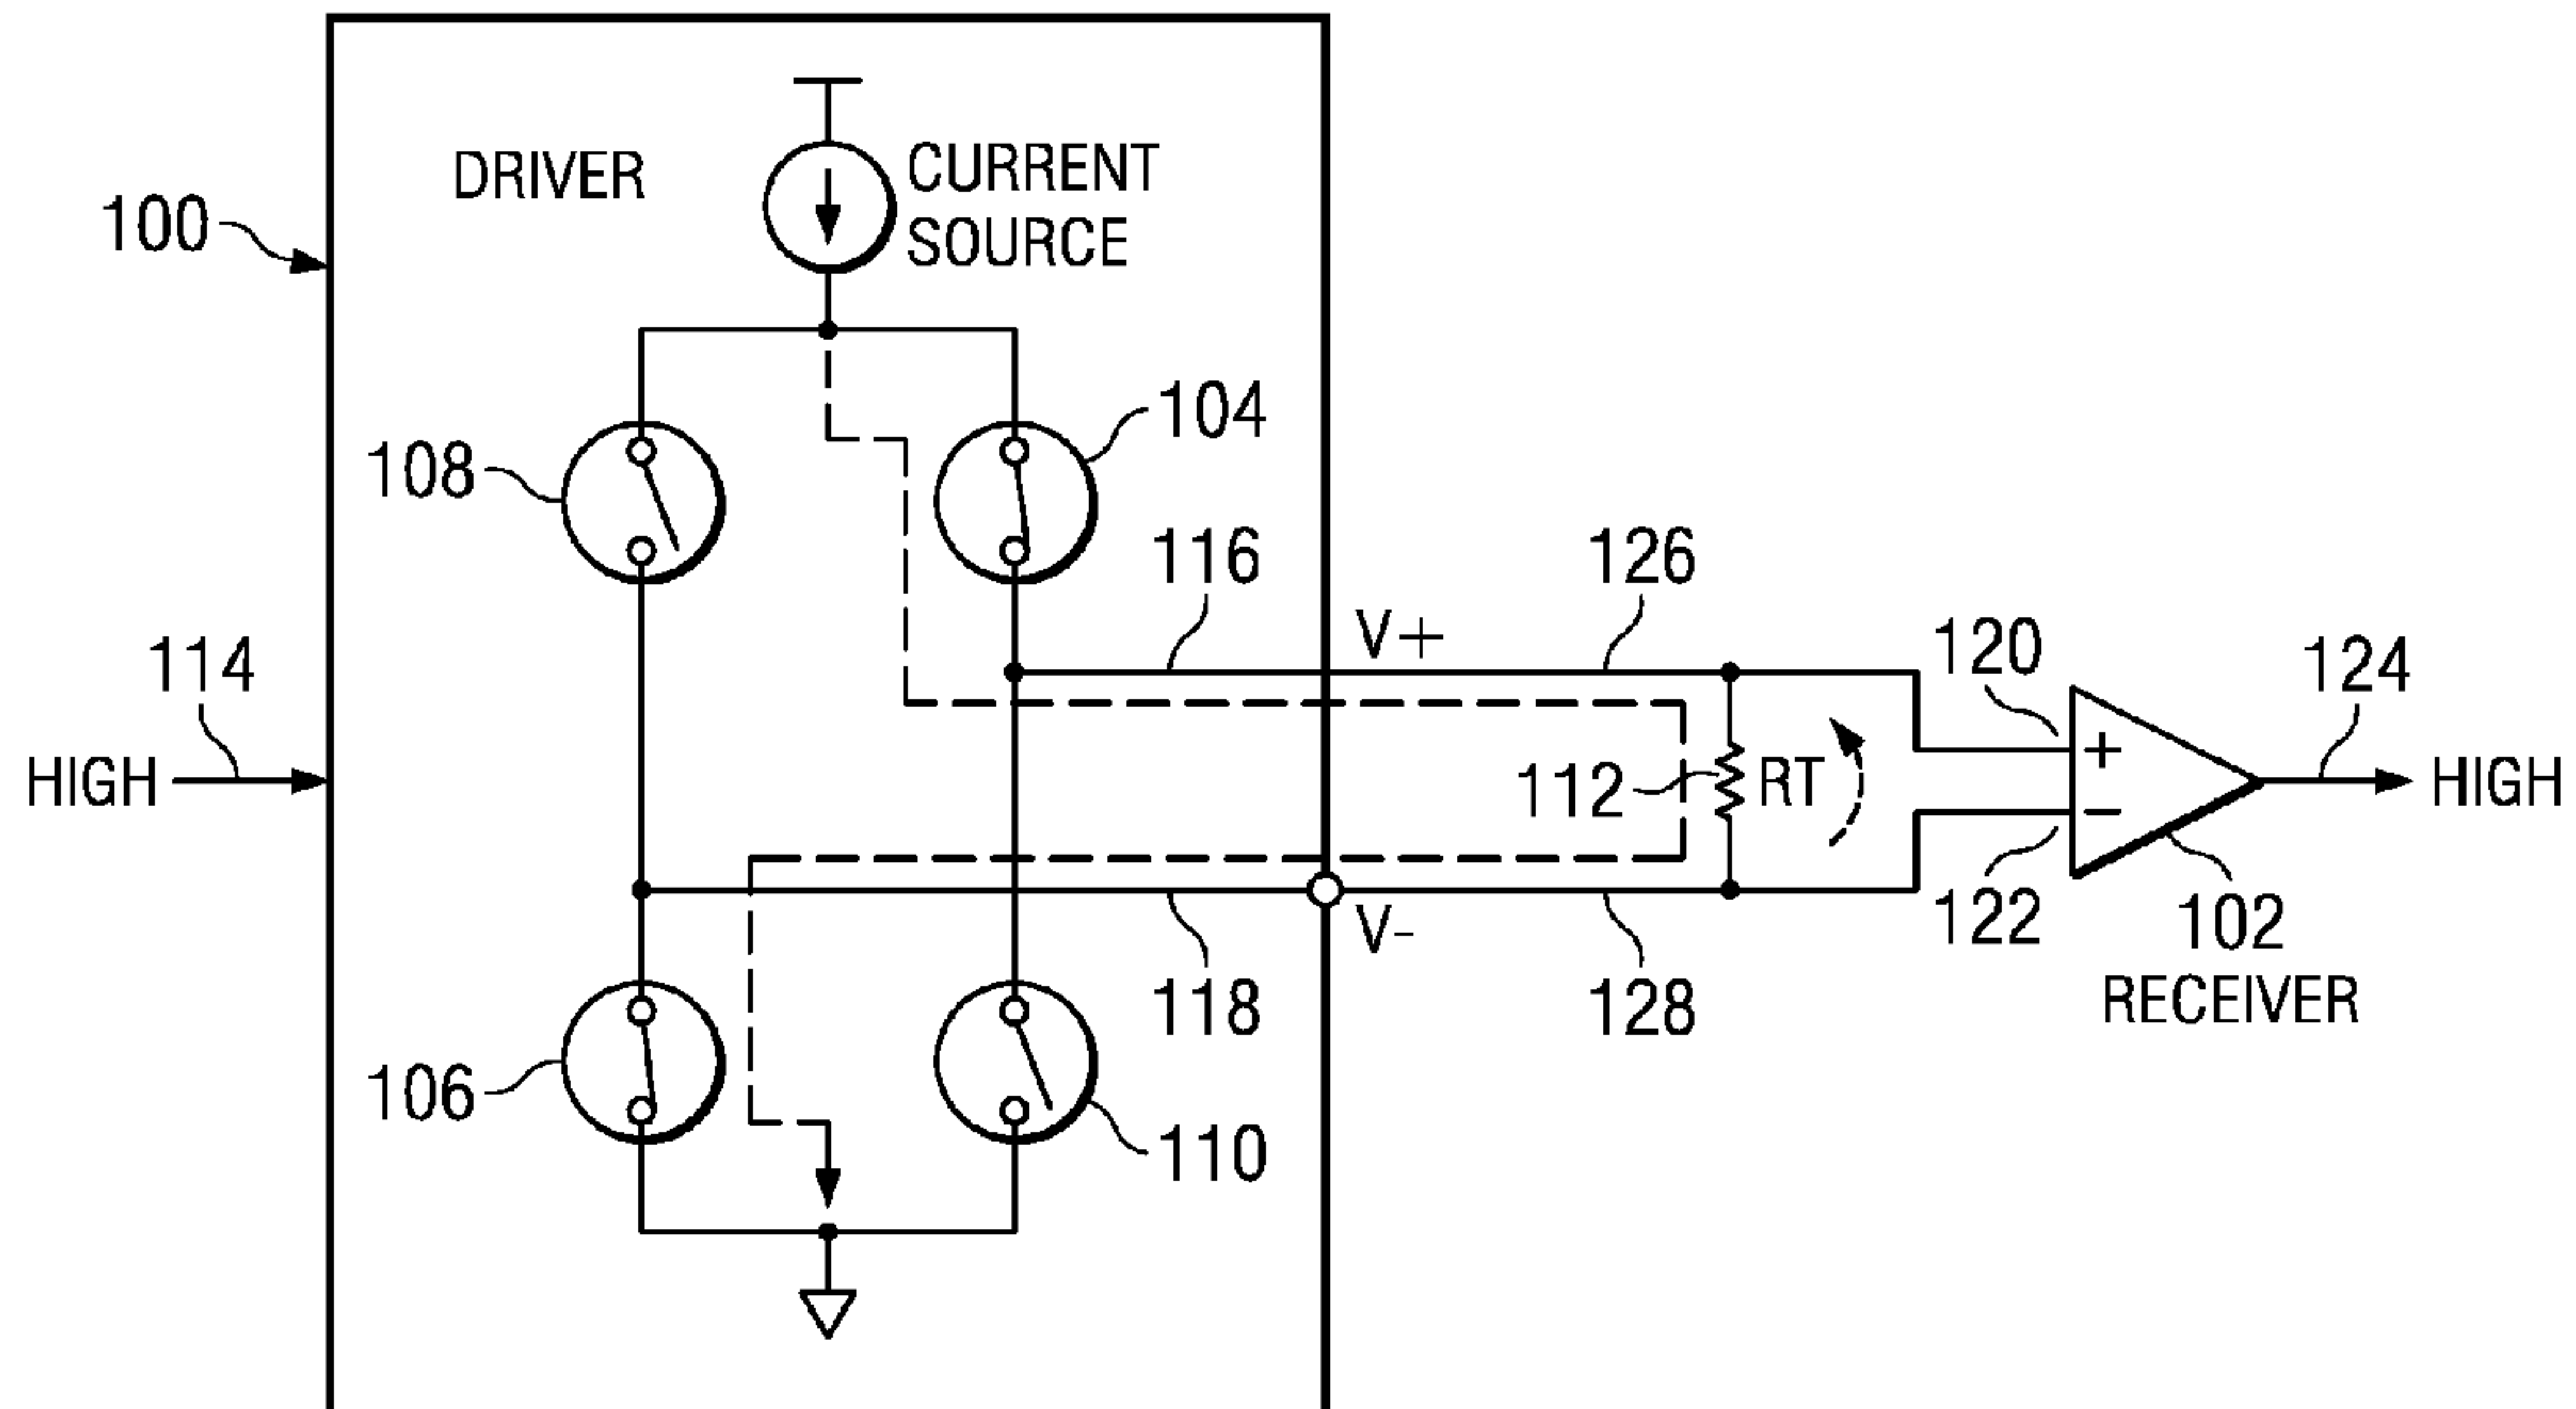 DRIVER
CURRENT
SOURCE
100
104
108
116
126
V+
120
124
114
HIGH
112
RT
+
−
HIGH
122
102
RECEIVER
V-
118
128
106
110